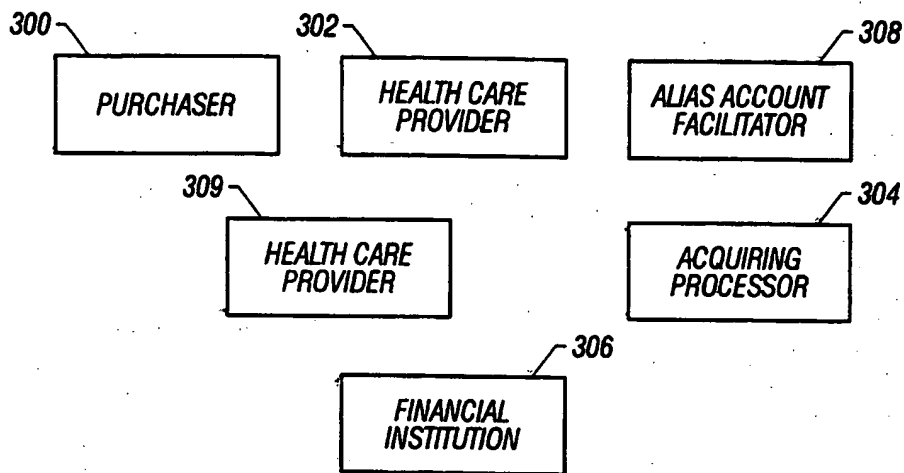 300
302
308
PURCHASER
HEALTH CARE
PROVIDER
ALIAS ACCOUNT
FACILITATOR
309
304
HEALTH CARE
PROVIDER
ACQUIRING
PROCESSOR
306
FINANCIAL
INSTITUTION